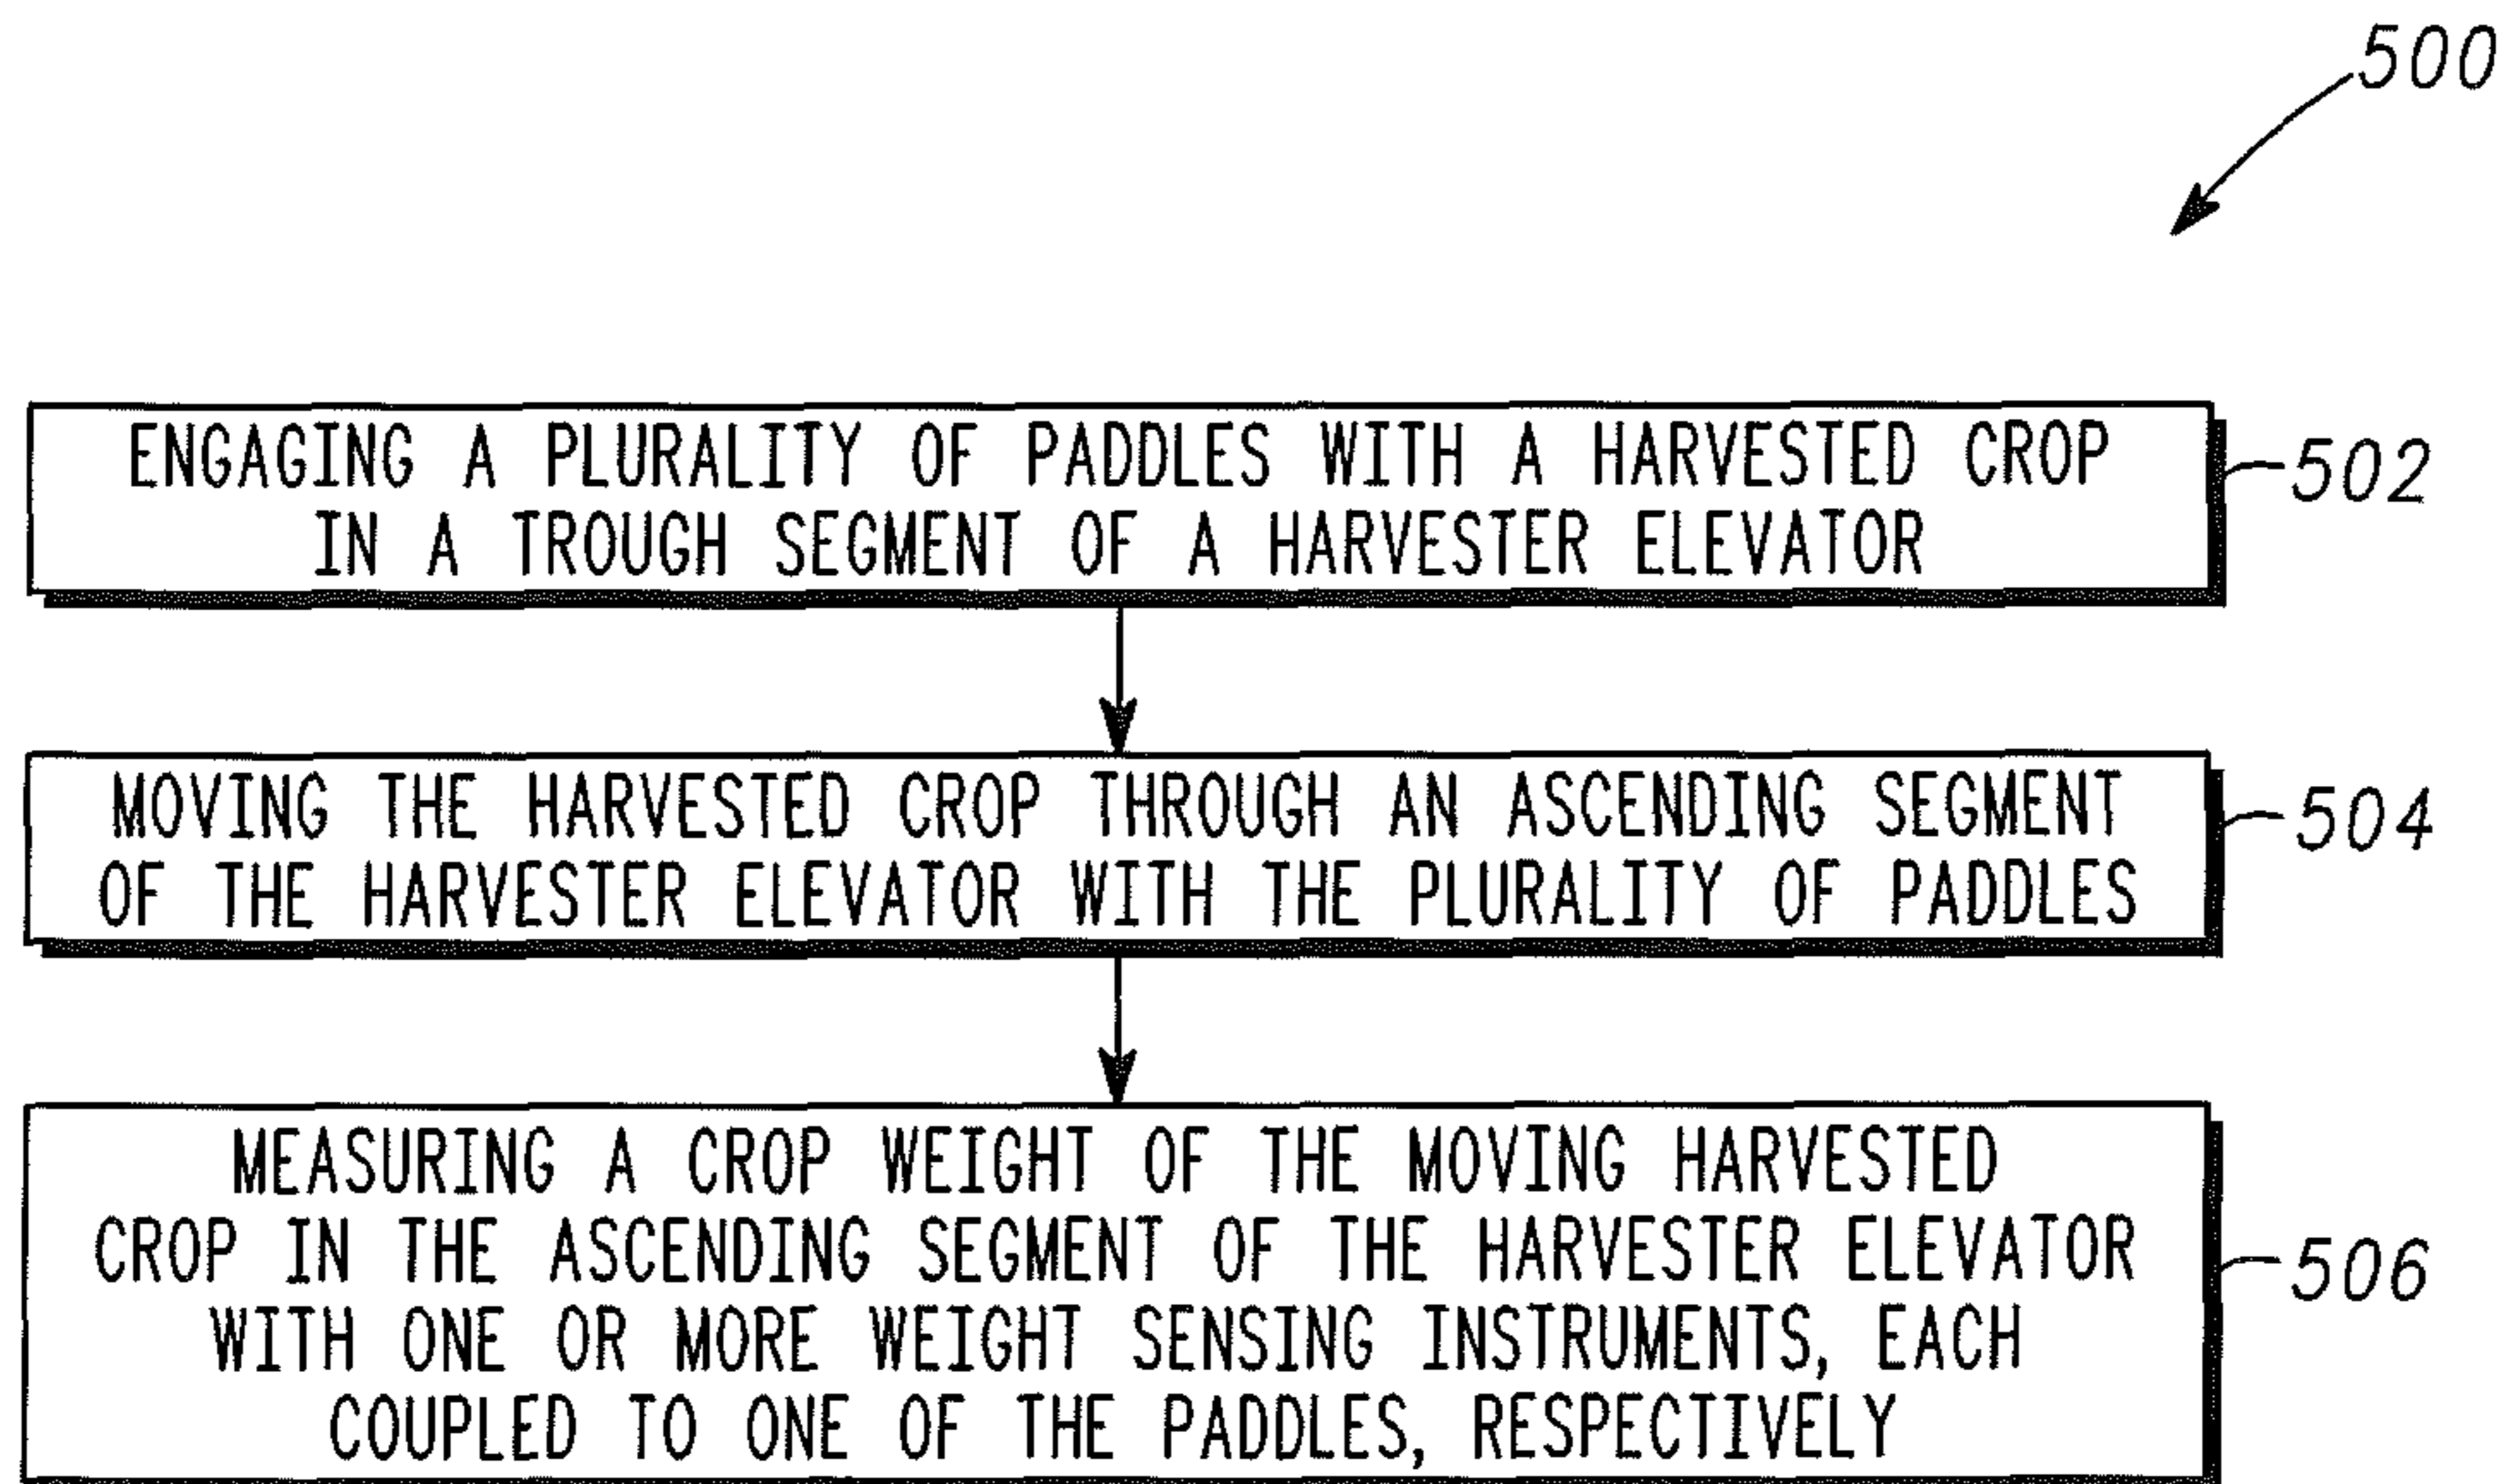 500
ENGAGING A PLURALITY OF PADDLES WITH A HARVESTED CROP
IN A TROUGH SEGMENT OF A HARVESTER ELEVATOR
502
MOVING THE HARVESTED CROP THROUGH AN ASCENDING SEGMENT
OF THE HARVESTER ELEVATOR WITH THE PLURALITY OF PADDLES
504
MEASURING A CROP WEIGHT OF THE MOVING HARVESTED
CROP IN THE ASCENDING SEGMENT OF THE HARVESTER ELEVATOR
WITH ONE OR MORE WEIGHT SENSING INSTRUMENTS, EACH
COUPLED TO ONE OF THE PADDLES, RESPECTIVELY
506